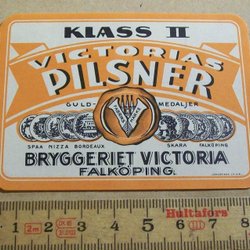 KLASS II
VICTORIAS
PILSNER
GULD MEDALJER
SPAA NIZZA BORDEAUX SKARA FALKÖPING
BRYGGERIET VICTORIA
FALKÖPING.
Hultafors
2m
1 2 3 4 5 6 7 8 9